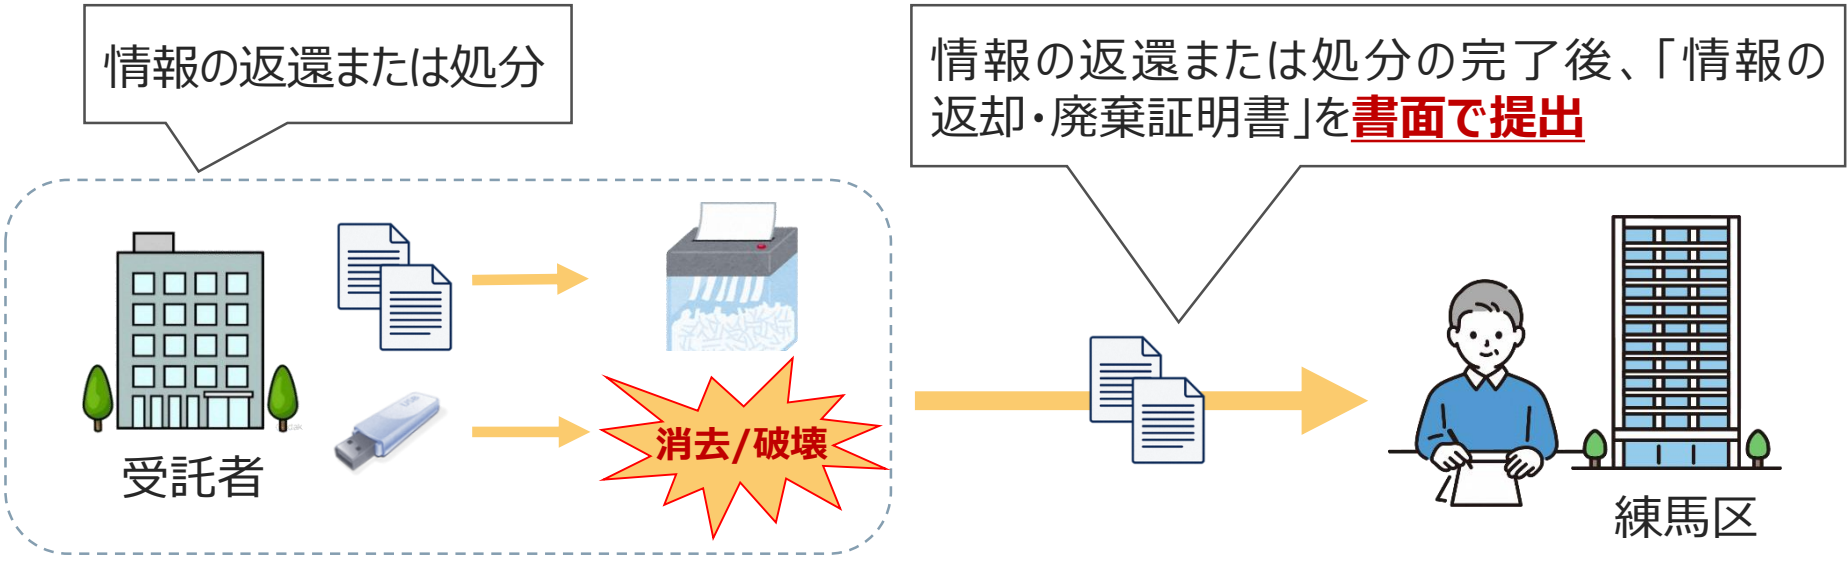 情報の返還または処分
情報の返還または処分の完了後、「情報の
返却・廃棄証明書」を書面で提出
消去/破壊
受託者
練馬区